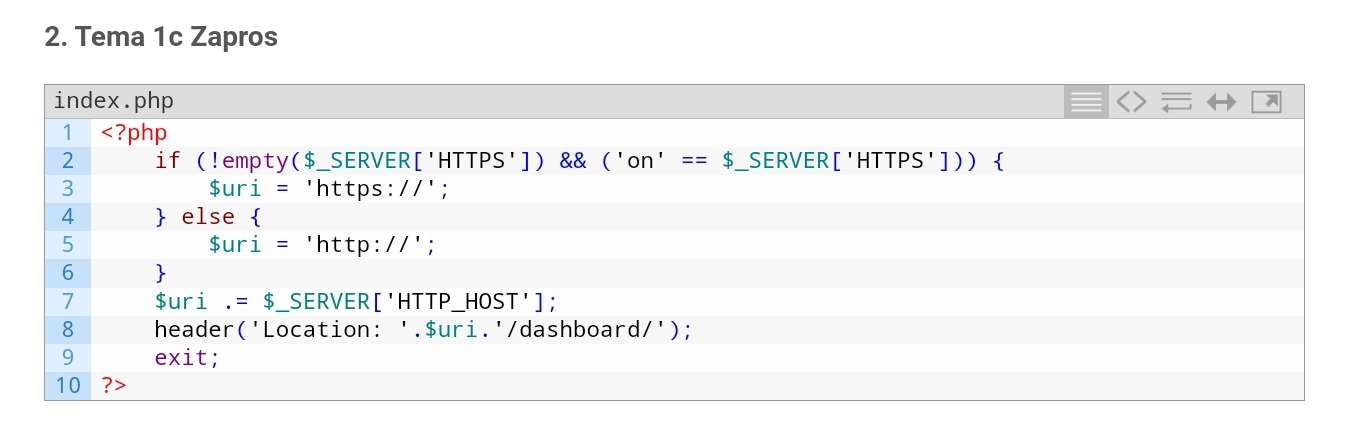 2. Tema 1c Zapros
index.php
1 <?php
2     if (!empty($_SERVER['HTTPS']) && ('on' == $_SERVER['HTTPS'])) {
3         $uri = 'https://';
4     } else {
5         $uri = 'http://';
6     }
7     $uri .= $_SERVER['HTTP_HOST'];
8     header('Location: '.$uri.'/dashboard/');
9     exit;
10 ?>